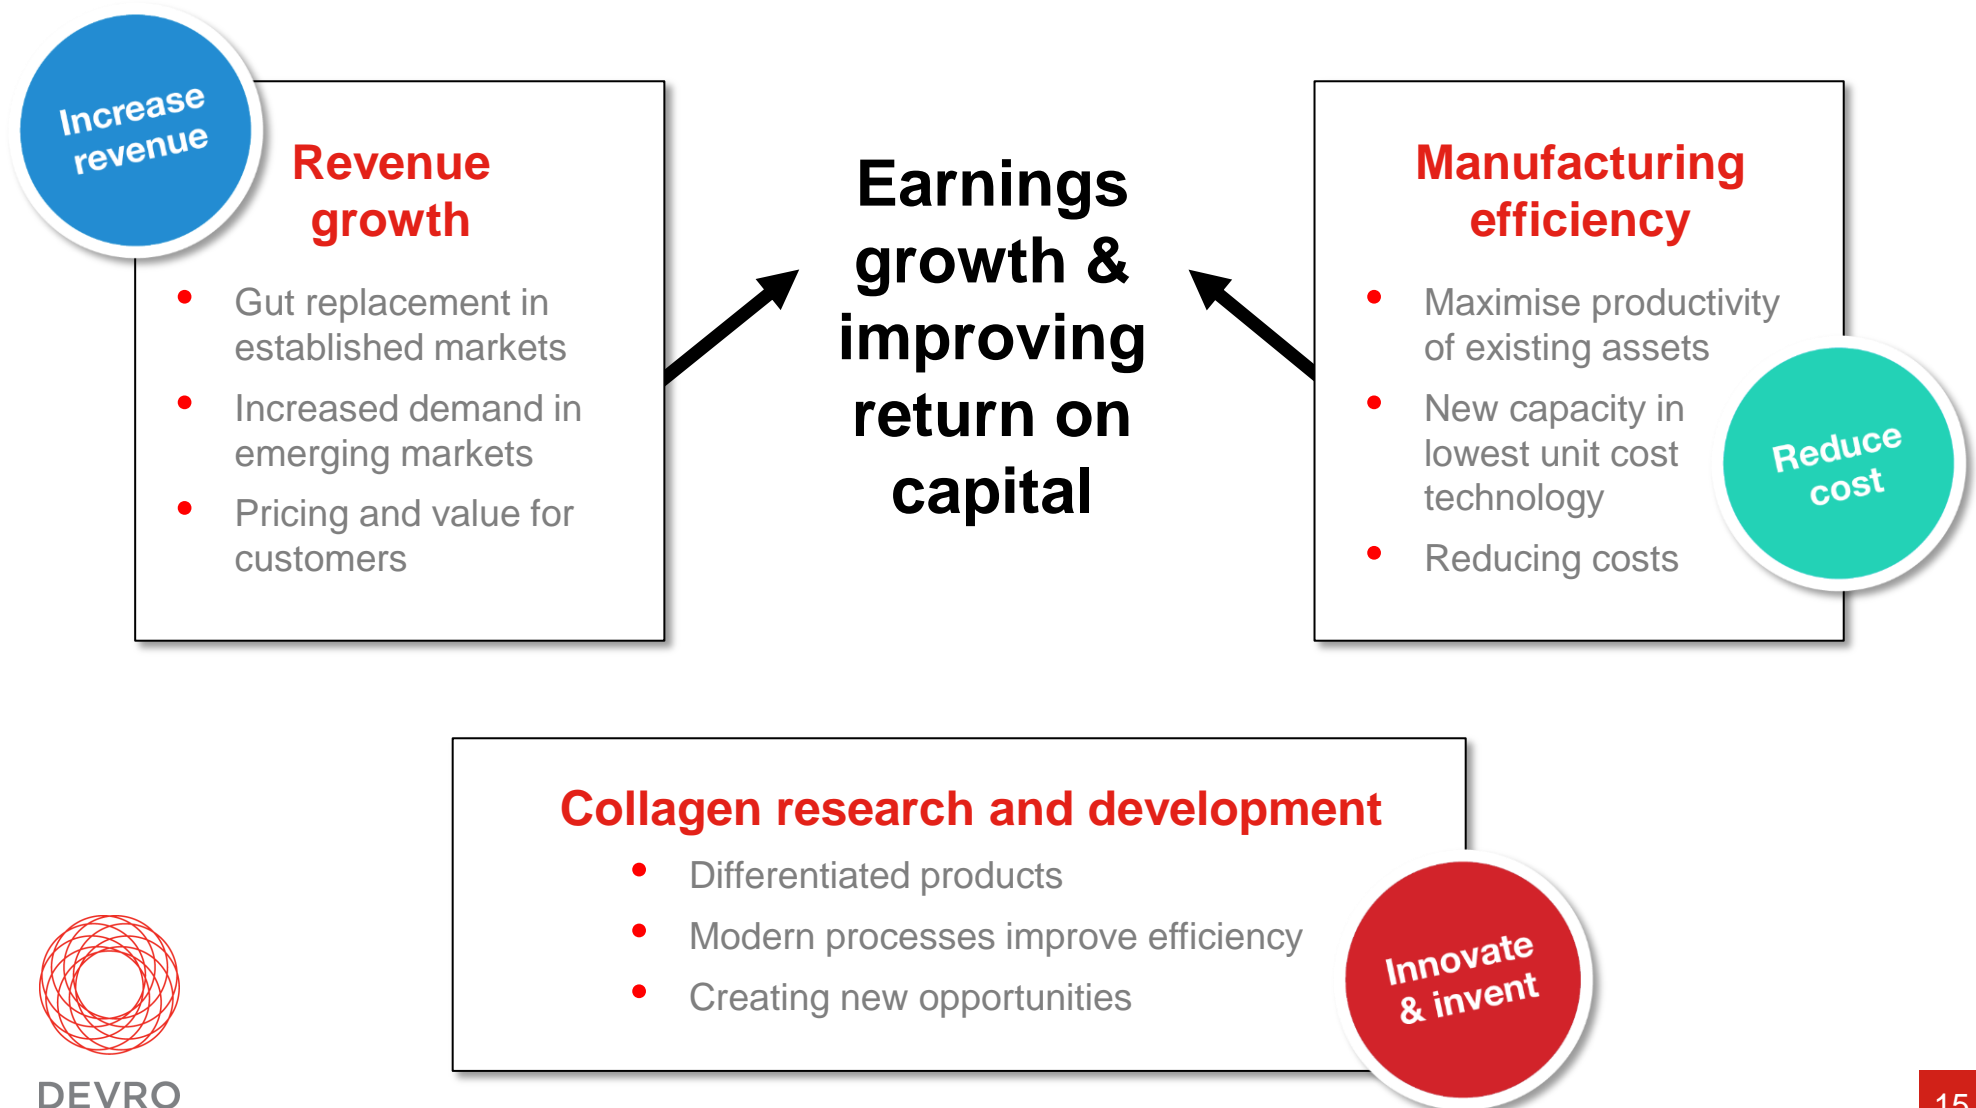 Increase
revenue
Revenue
growth
• Gut replacement in
established markets
• Increased demand in
emerging markets
• Pricing and value for
customers
Earnings
growth &
improving
return on
capital
Manufacturing
efficiency
• Maximise productivity
of existing assets
• New capacity in
lowest unit cost
technology
• Reducing costs
Reduce
cost
Collagen research and development
• Differentiated products
• Modern processes improve efficiency
• Creating new opportunities
Innovate
& invent
DEVRO
15